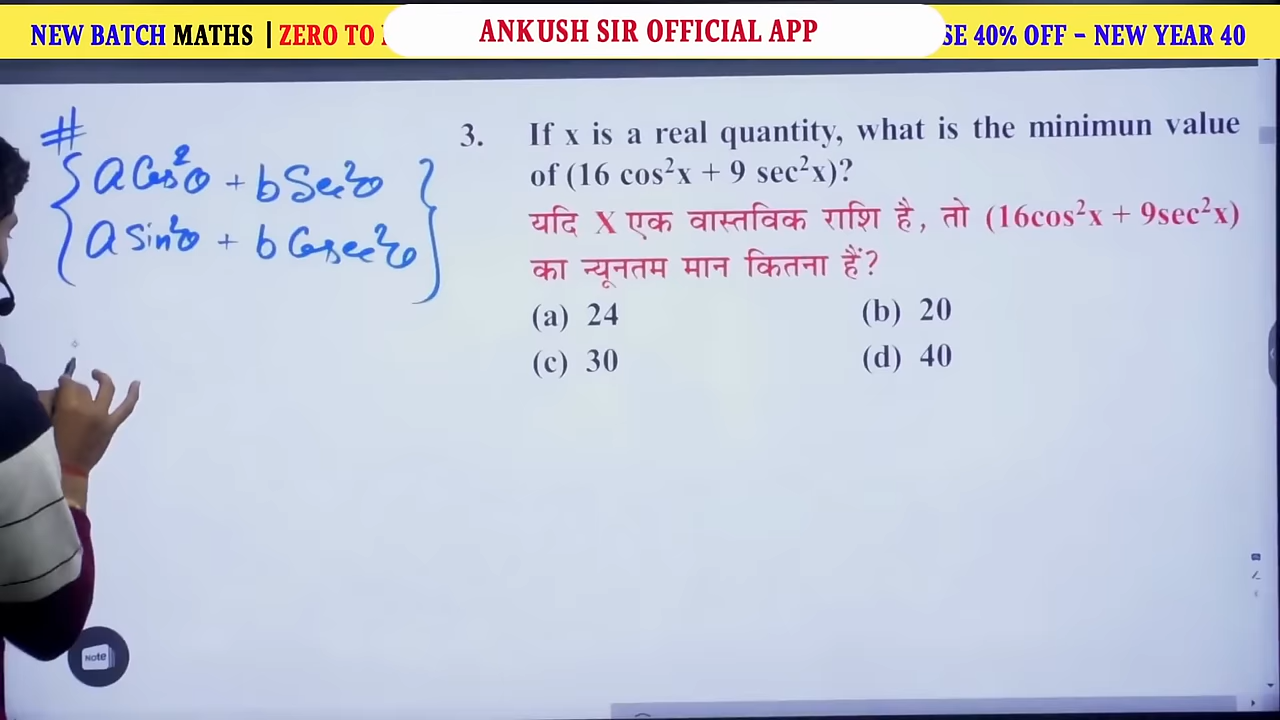 NEW BATCH MATHS | ZERO TO
ANKUSH SIR OFFICIAL APP
SE 40% OFF - NEW YEAR 40
#
a Cos²θ + b Sec²θ
a Sin²θ + b Cosec²θ
3. If x is a real quantity, what is the minimun value
of (16 cos²x + 9 sec²x)?
यदि X एक वास्तविक राशि है, तो (16cos²x + 9sec²x)
का न्यूनतम मान कितना हैं?
(a) 24 (b) 20
(c) 30 (d) 40
Note